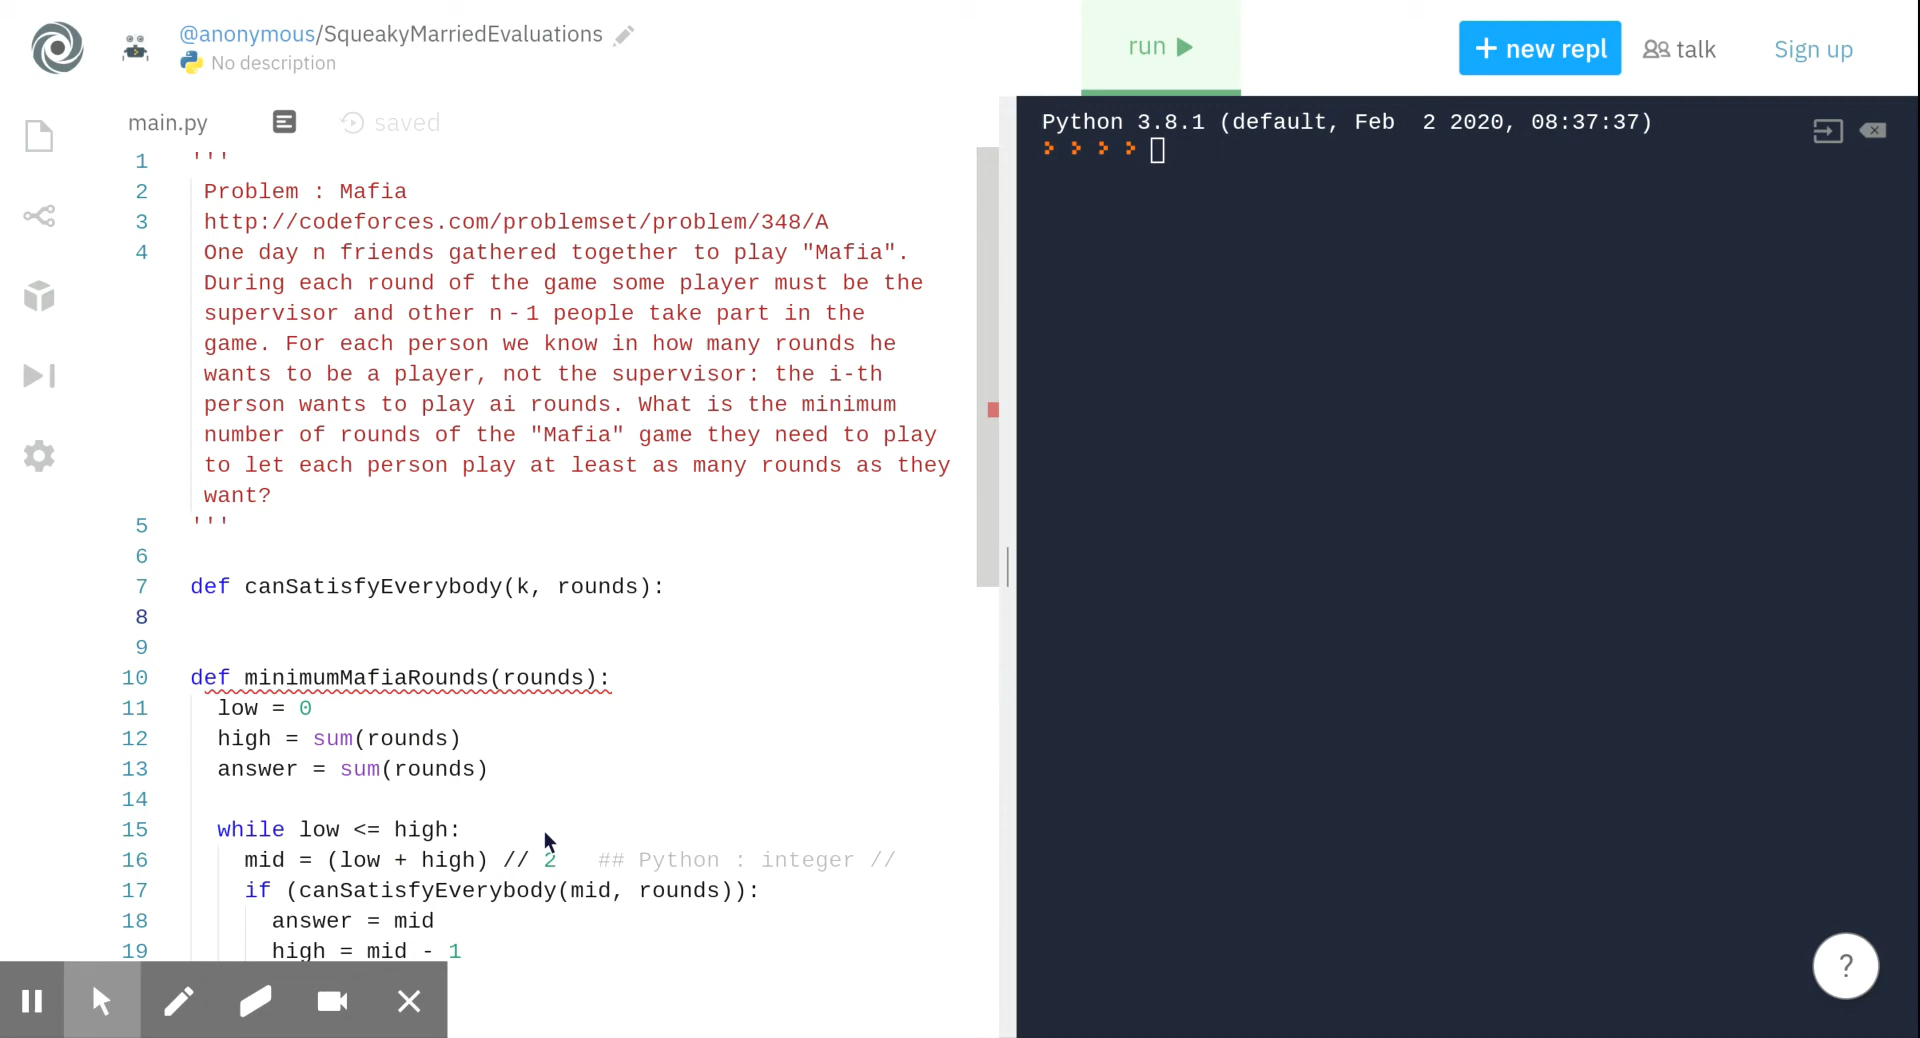 @anonymous/SqueakyMarriedEvaluations
No description
run
+ new repl
talk
Sign up
main.py
saved
1 '''
2 Problem : Mafia
3 http://codeforces.com/problemset/problem/348/A
4 One day n friends gathered together to play "Mafia".
During each round of the game some player must be the
supervisor and other n - 1 people take part in the
game. For each person we know in how many rounds he
wants to be a player, not the supervisor: the i-th
person wants to play ai rounds. What is the minimum
number of rounds of the "Mafia" game they need to play
to let each person play at least as many rounds as they
want?
5 '''
6
7 def canSatisfyEverybody(k, rounds):
8
9
10 def minimumMafiaRounds(rounds):
11 low = 0
12 high = sum(rounds)
13 answer = sum(rounds)
14
15 while low <= high:
16 mid = (low + high) // 2 ## Python : integer //
17 if (canSatisfyEverybody(mid, rounds)):
18 answer = mid
19 high = mid - 1
Python 3.8.1 (default, Feb  2 2020, 08:37:37)
?